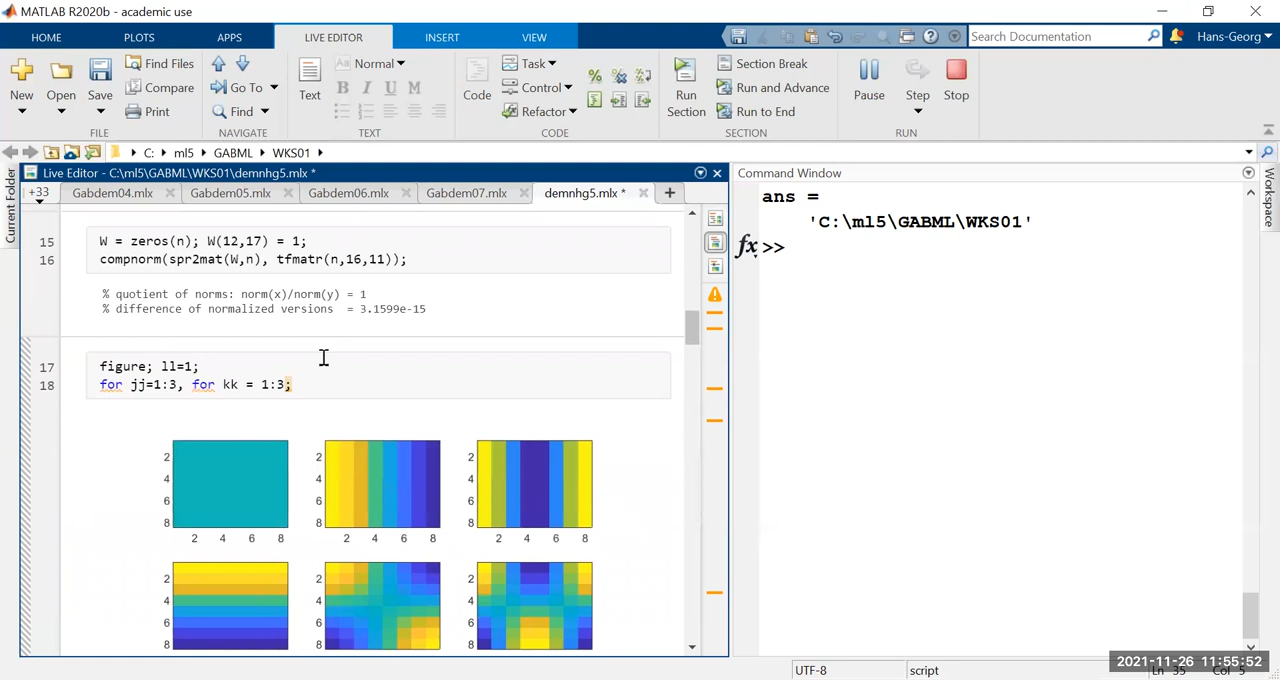 MATLAB R2020b - academic use
HOME PLOTS APPS LIVE EDITOR INSERT VIEW Search Documentation Hans-Georg
New Open Save Find Files Compare Print Go To Find Normal Text B I U M Code Task Control Refactor Run Section Section Break Run and Advance Run to End Pause Step Stop
FILE NAVIGATE TEXT CODE SECTION RUN
C: ml5 GABML WKS01
Current Folder
Live Editor - C:\ml5\GABML\WKS01\demnhg5.mlx *
+33 Gabdem04.mlx Gabdem05.mlx Gabdem06.mlx Gabdem07.mlx demnhg5.mlx *
15 W = zeros(n); W(12,17) = 1;
16 compnorm(spr2mat(W,n), tfmatr(n,16,11));
% quotient of norms: norm(x)/norm(y) = 1
% difference of normalized versions = 3.1599e-15
17 figure; ll=1;
18 for jj=1:3, for kk = 1:3;
2 4 6 8
2 4 6 8
2 4 6 8
2 4 6 8
2 4 6 8
2 4 6 8
2 4 6 8
2 4 6 8
2 4 6 8
Command Window
ans =
'C:\ml5\GABML\WKS01'
fx >>
Workspace
UTF-8 script
2021-11-26 11:55:52